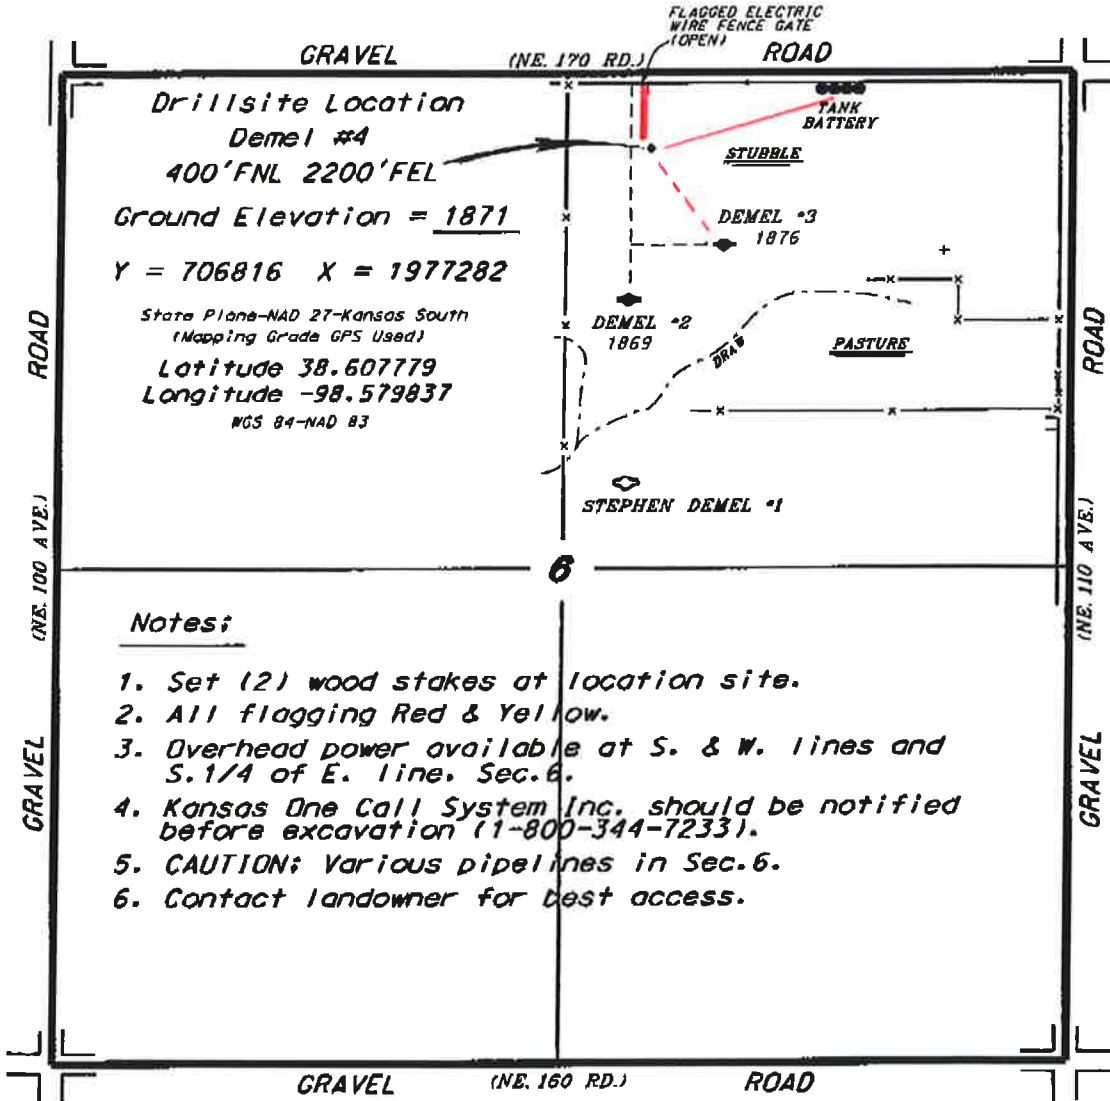 FLAGGED ELECTRIC
WIRE FENCE GATE
(OPEN)
GRAVEL
(NE. 170 RD.)
ROAD
Drillsite Location
Demel #4
400'FNL 2200'FEL
Ground Elevation = 1871
Y = 706816 X = 1977282
State Plane-NAD 27-Kansas South
(Mapping Grade GPS Used)
Latitude 38.607779
Longitude -98.579837
WGS 84-NAD 83
TANK
BATTERY
STUBBLE
DEMEL #3
1876
DEMEL #2
1869
DRAW
PASTURE
STEPHEN DEMEL #1
ROAD
(NE. 100 AVE.)
GRAVEL
ROAD
(NE. 110 AVE.)
GRAVEL
6
Notes:
1. Set (2) wood stakes at location site.
2. All flagging Red & Yellow.
3. Overhead power available at S. & W. lines and
S.1/4 of E. line. Sec.6.
4. Kansas One Call System Inc. should be notified
before excavation (1-800-344-7233).
5. CAUTION: Various pipelines in Sec.6.
6. Contact landowner for best access.
GRAVEL
(NE. 160 RD.)
ROAD